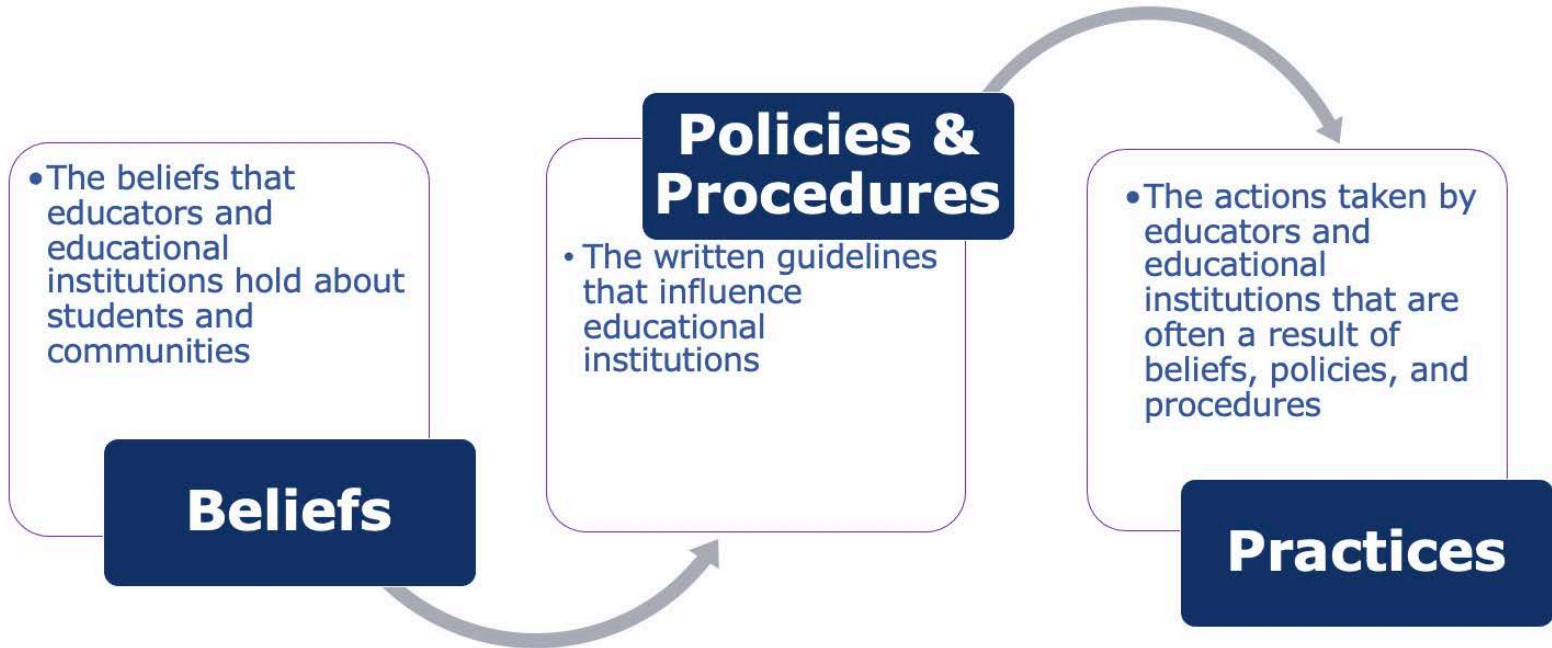 •The beliefs that
educators and
educational
institutions hold about
students and
communities
Beliefs
Policies &
Procedures
• The written guidelines
that influence
educational
institutions
•The actions taken by
educators and
educational
institutions that are
often a result of
beliefs, policies, and
procedures
Practices